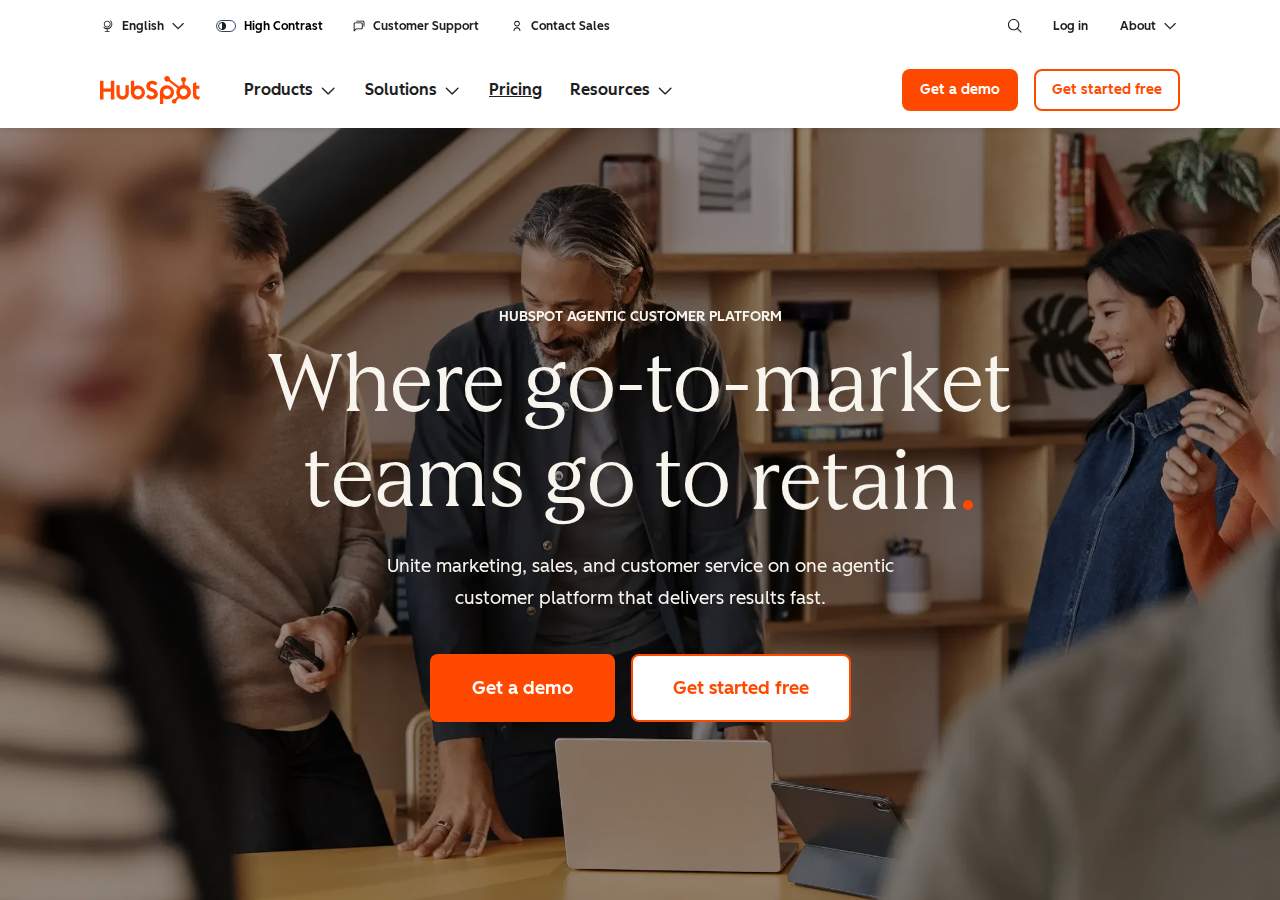 English
High Contrast
Customer Support
Contact Sales
Log in
About
HubSpot
Products
Solutions
Pricing
Resources
Get a demo
Get started free
HUBSPOT AGENTIC CUSTOMER PLATFORM
Where go-to-market
teams go to retain.
Unite marketing, sales, and customer service on one agentic
customer platform that delivers results fast.
Get a demo
Get started free